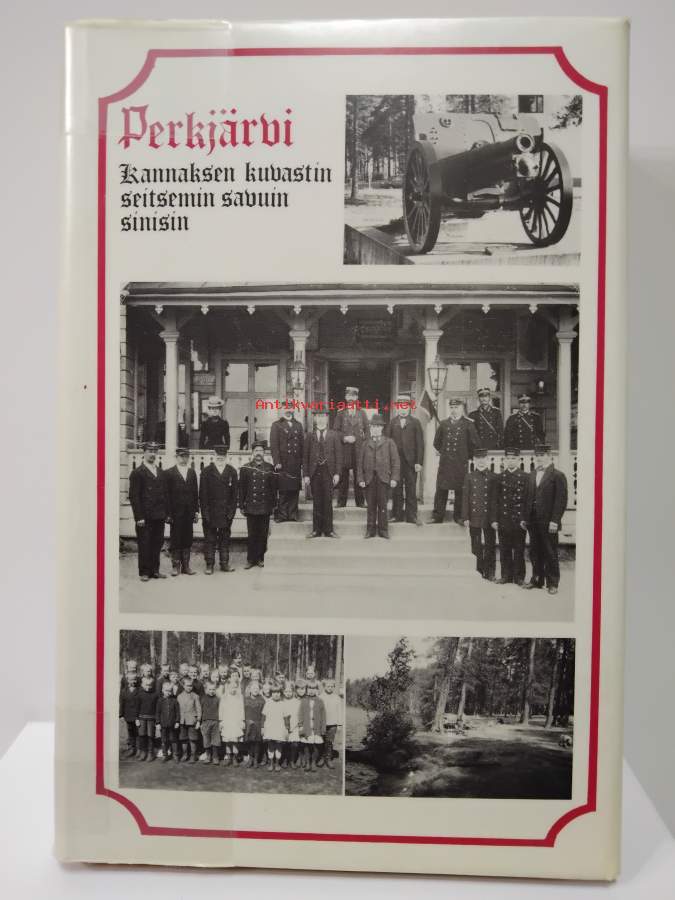 Perkjärvi
Kannaksen kuvastin
seitsemin savuin
sinisin
Antikvariaatti.net